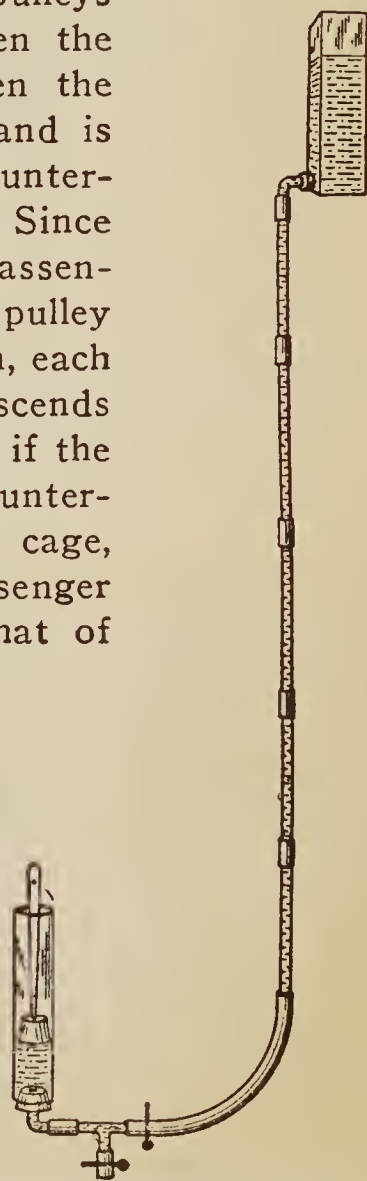 en the
en the
and is
unter-
Since
assen-
pulley
, each
scends
if the
unter-
cage,
senger
hat of